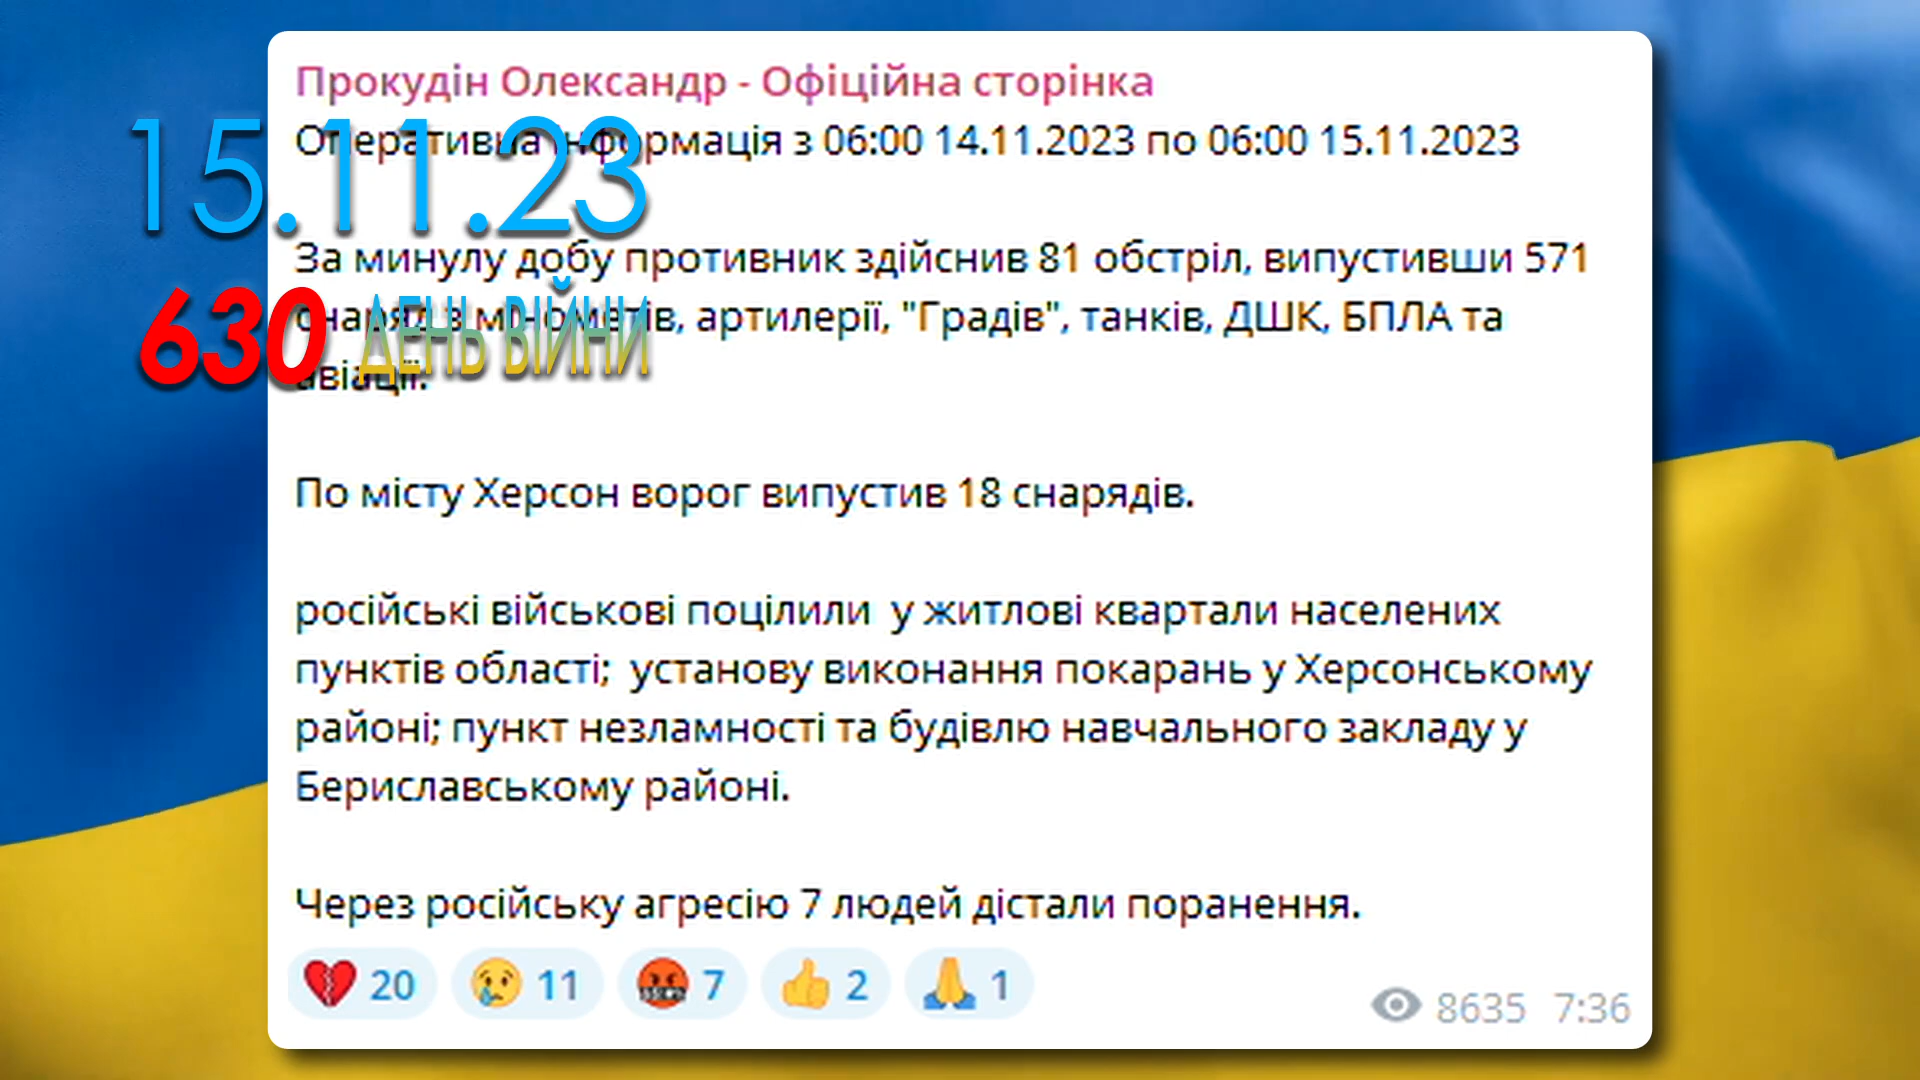 Прокудін Олександр - Офіційна сторінка
Оперативна інформація з 06:00 14.11.2023 по 06:00 15.11.2023
15.11.23
За минулу добу противник здійснив 81 обстріл, випустивши 571
630 ДЕНЬ ВІЙНИ
снаряд з мінометів, артилерії, "Градів", танків, ДШК, БПЛА та
авіації.
По місту Херсон ворог випустив 18 снарядів.
російські військові поцілили у житлові квартали населених
пунктів області; установу виконання покарань у Херсонському
районі; пункт незламності та будівлю навчального закладу у
Бериславському районі.
Через російську агресію 7 людей дістали поранення.
20 11 7 2 1
8635 7:36